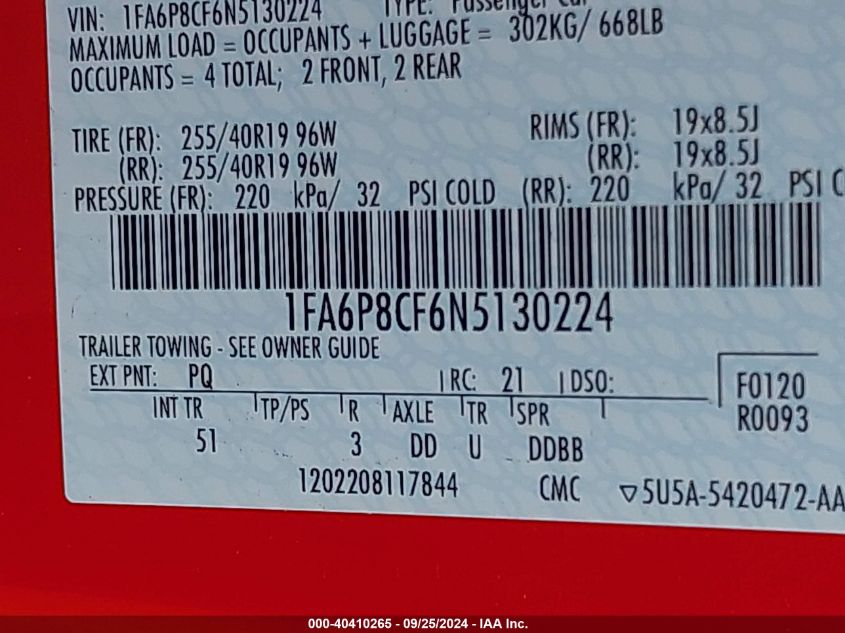 VIN: 1FA6P8CF6N5130224 TYPE: Passenger Car
MAXIMUM LOAD = OCCUPANTS + LUGGAGE = 302KG/ 668LB
OCCUPANTS = 4 TOTAL; 2 FRONT, 2 REAR
TIRE (FR): 255/40R19 96W RIMS (FR): 19x8.5J
(RR): 255/40R19 96W (RR): 19x8.5J
PRESSURE (FR): 220 kPa/ 32 PSI COLD (RR): 220 kPa/ 32 PSI C
1FA6P8CF6N5130224
TRAILER TOWING - SEE OWNER GUIDE
EXT PNT: PQ RC: 21 DSO: F0120
INT TR TP/PS R AXLE TR SPR R0093
51 3 DD U DDBB
1202208117844 CMC ▽5U5A-5420472-AA
000-40410265 - 09/25/2024 - IAA Inc.